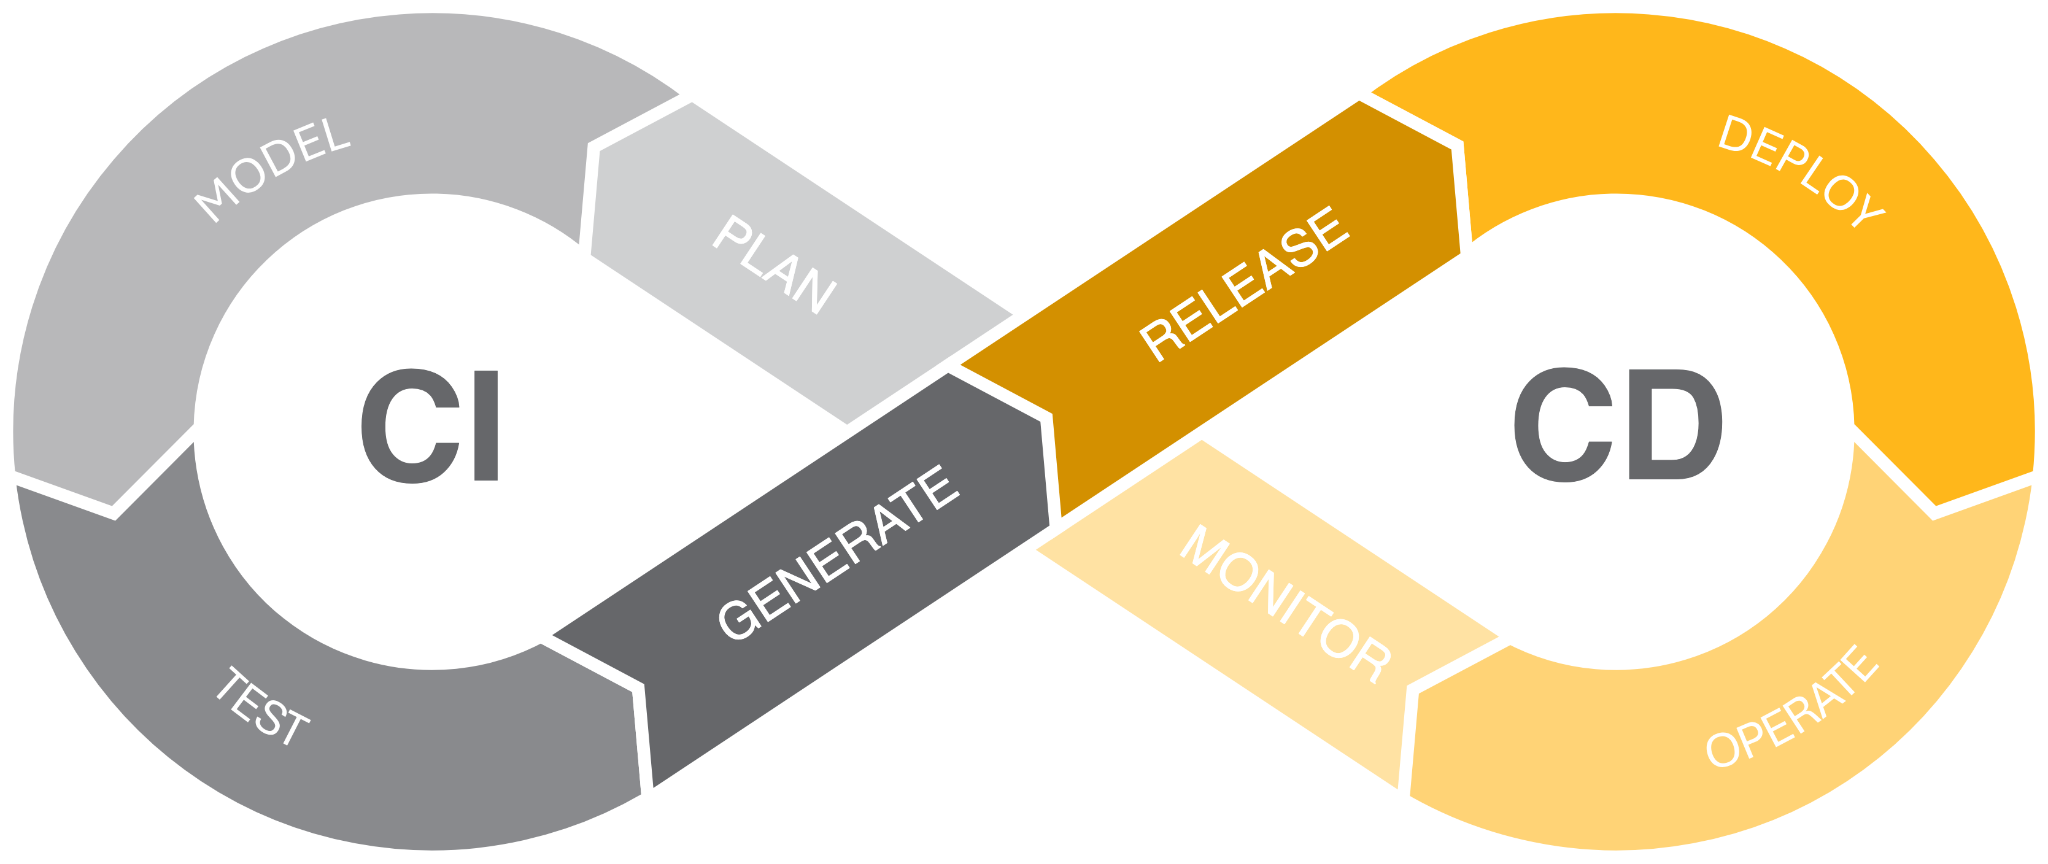 MODEL
PLAN
CI
TEST
GENERATE
RELEASE
DEPLOY
CD
MONITOR
OPERATE